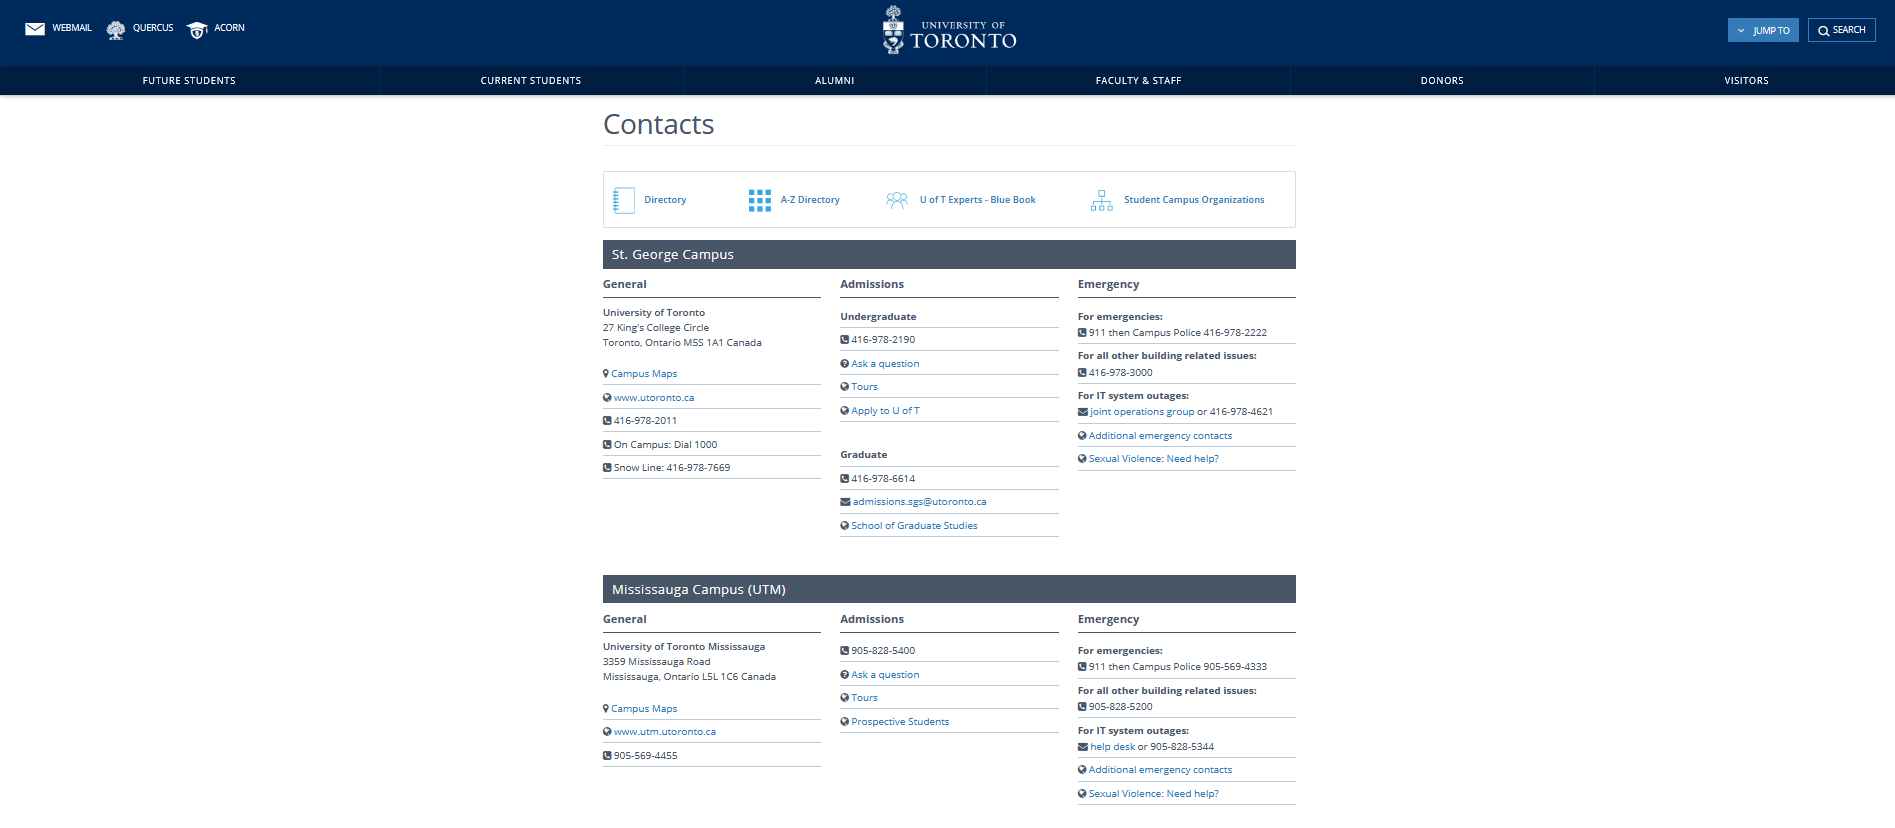 WEBMAIL QUERCUS ACORN
UNIVERSITY OF
TORONTO
JUMP TO SEARCH
FUTURE STUDENTS CURRENT STUDENTS ALUMNI FACULTY & STAFF DONORS VISITORS
Contacts
Directory A-Z Directory U of T Experts - Blue Book Student Campus Organizations
St. George Campus
General
University of Toronto
27 King's College Circle
Toronto, Ontario M5S 1A1 Canada
Campus Maps
www.utoronto.ca
416-978-2011
On Campus: Dial 1000
Snow Line: 416-978-7669
Admissions
Undergraduate
416-978-2190
Ask a question
Tours
Apply to U of T
Graduate
416-978-6614
admissions.sgs@utoronto.ca
School of Graduate Studies
Emergency
For emergencies:
911 then Campus Police 416-978-2222
For all other building related issues:
416-978-3000
For IT system outages:
joint operations group or 416-978-4621
Additional emergency contacts
Sexual Violence: Need help?
Mississauga Campus (UTM)
General
University of Toronto Mississauga
3359 Mississauga Road
Mississauga, Ontario L5L 1C6 Canada
Campus Maps
www.utm.utoronto.ca
905-569-4455
Admissions
905-828-5400
Ask a question
Tours
Prospective Students
Emergency
For emergencies:
911 then Campus Police 905-569-4333
For all other building related issues:
905-828-5200
For IT system outages:
help desk or 905-828-5344
Additional emergency contacts
Sexual Violence: Need help?